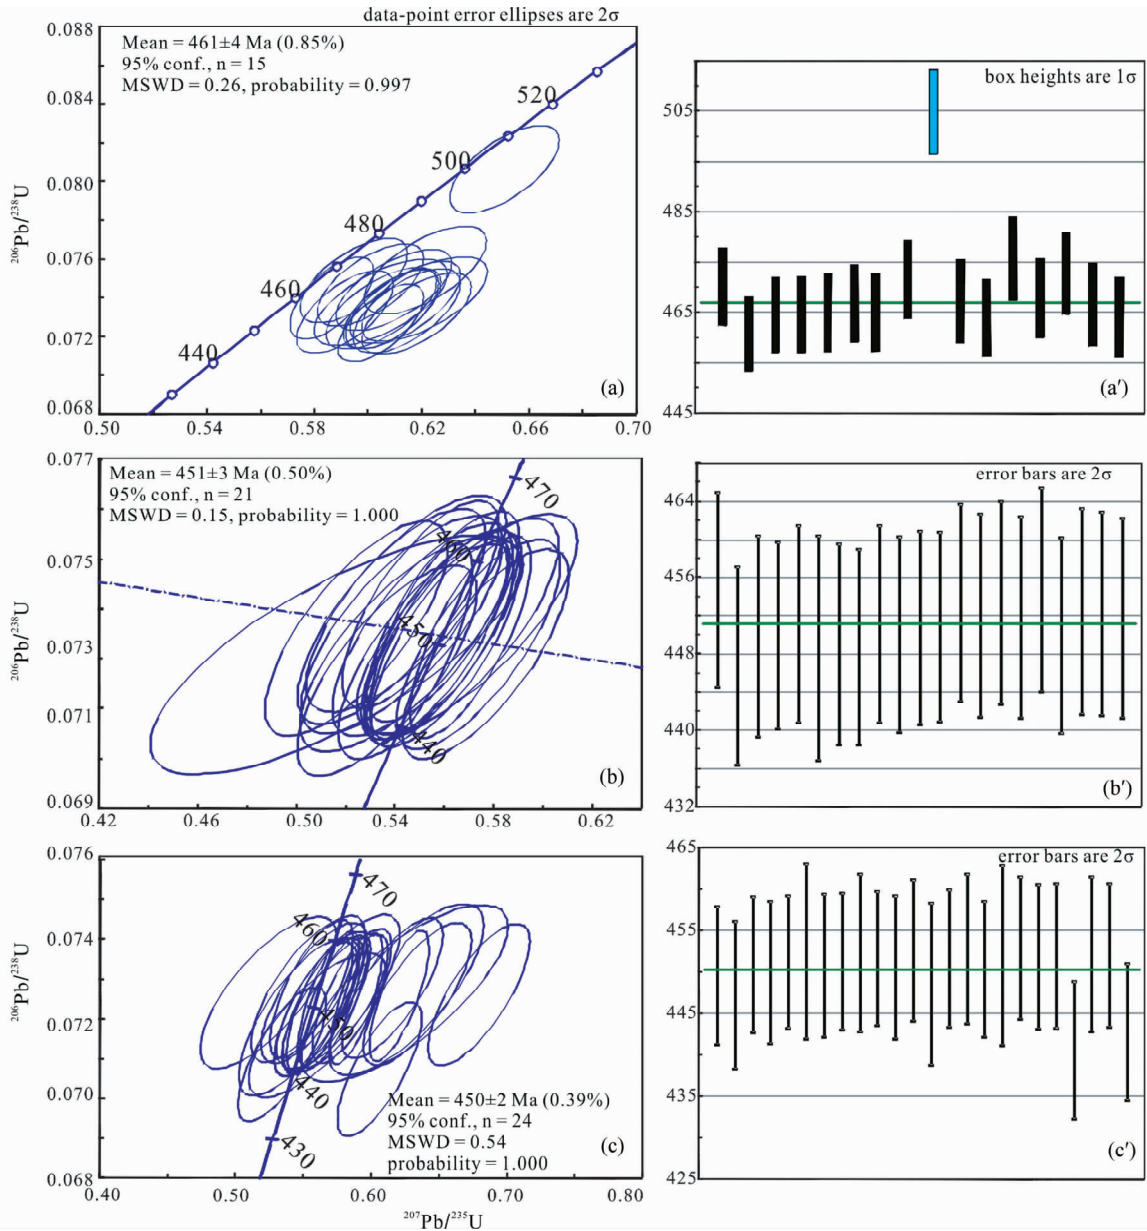 data-point error ellipses are 2σ
0.088
Mean = 461±4 Ma (0.85%)
95% conf., n = 15
MSWD = 0.26, probability = 0.997
520
0.084
500
0.080
480
0.076
460
0.072
440
0.068
(a)
0.50 0.54 0.58 0.62 0.66 0.70
²⁰⁶Pb/²³⁸U
box heights are 1σ
505
485
465
445
(a′)
0.077
Mean = 451±3 Ma (0.50%)
95% conf., n = 21
MSWD = 0.15, probability = 1.000
470
460
0.075
450
0.073
0.071
440
0.069
(b)
0.42 0.46 0.50 0.54 0.58 0.62
²⁰⁶Pb/²³⁸U
error bars are 2σ
464
456
448
440
432
(b′)
0.076
470
460
0.074
450
0.072
440
0.070
430
0.068
Mean = 450±2 Ma (0.39%)
95% conf., n = 24
MSWD = 0.54
probability = 1.000
(c)
0.40 0.50 0.60 0.70 0.80
²⁰⁶Pb/²³⁸U
²⁰⁷Pb/²³⁵U
error bars are 2σ
465
455
445
435
425
(c′)